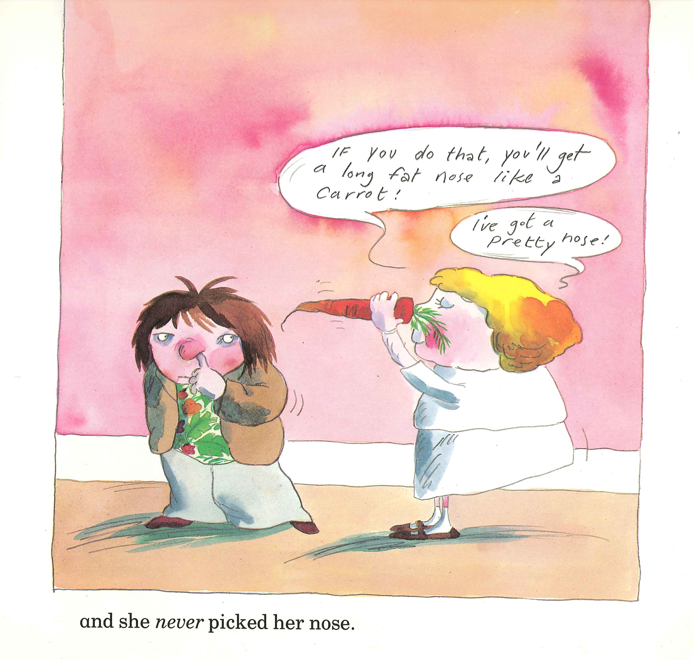 IF you do that, you'll get
a long fat nose like a
Carrot!
I've got a
Pretty nose!
and she never picked her nose.